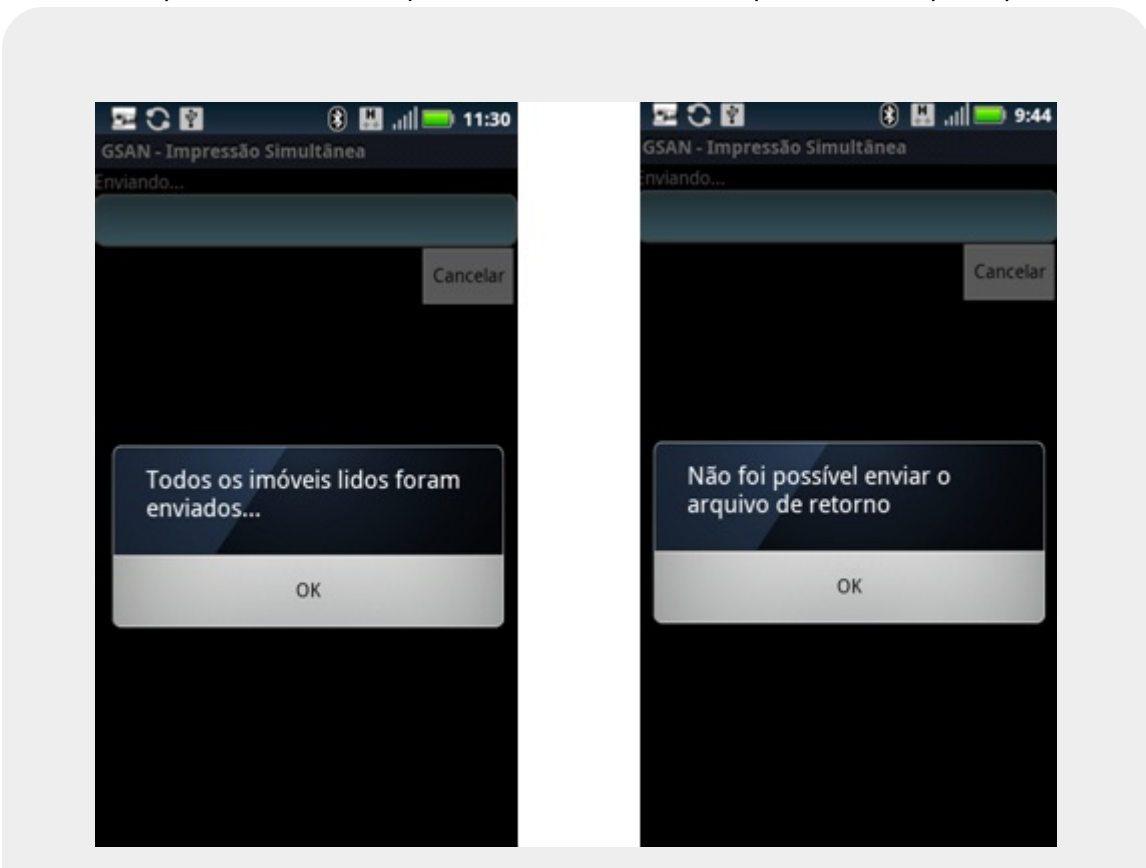 11:30
GSAN - Impressão Simultânea
Enviando...
Cancelar
Todos os imóveis lidos foram
enviados...
OK
9:44
GSAN - Impressão Simultânea
Enviando...
Cancelar
Não foi possível enviar o
arquivo de retorno
OK